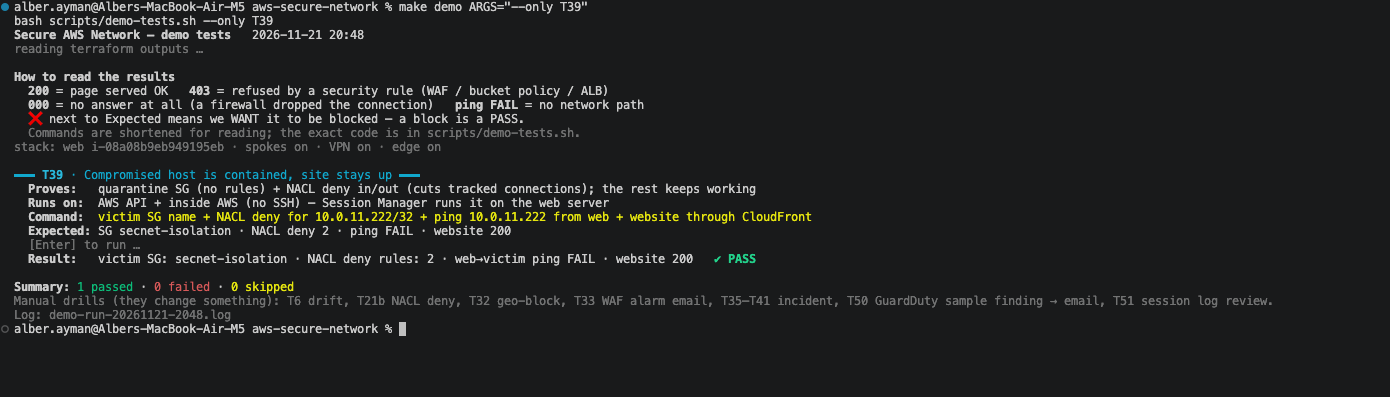 alber.ayman@Albers-MacBook-Air-M5 aws-secure-network % make demo ARGS="--only T39"
bash scripts/demo-tests.sh --only T39
Secure AWS Network — demo tests   2026-11-21 20:48
reading terraform outputs …
How to read the results
200 = page served OK   403 = refused by a security rule (WAF / bucket policy / ALB)
000 = no answer at all (a firewall dropped the connection)   ping FAIL = no network path
❌ next to Expected means we WANT it to be blocked — a block is a PASS.
Commands are shortened for reading; the exact code is in scripts/demo-tests.sh.
stack: web i-08a08b9eb949195eb · spokes on · VPN on · edge on
━━━ T39 · Compromised host is contained, site stays up ━━━
Proves:   quarantine SG (no rules) + NACL deny in/out (cuts tracked connections); the rest keeps working
Runs on:  AWS API + inside AWS (no SSH) — Session Manager runs it on the web server
Command:  victim SG name + NACL deny for 10.0.11.222/32 + ping 10.0.11.222 from web + website through CloudFront
Expected: SG secnet-isolation · NACL deny 2 · ping FAIL · website 200
[Enter] to run …
Result:   victim SG: secnet-isolation · NACL deny rules: 2 · web→victim ping FAIL · website 200   ✔ PASS
Summary: 1 passed · 0 failed · 0 skipped
Manual drills (they change something): T6 drift, T21b NACL deny, T32 geo-block, T33 WAF alarm email, T35–T41 incident, T50 GuardDuty sample finding → email, T51 session log review.
Log: demo-run-20261121-2048.log
alber.ayman@Albers-MacBook-Air-M5 aws-secure-network %